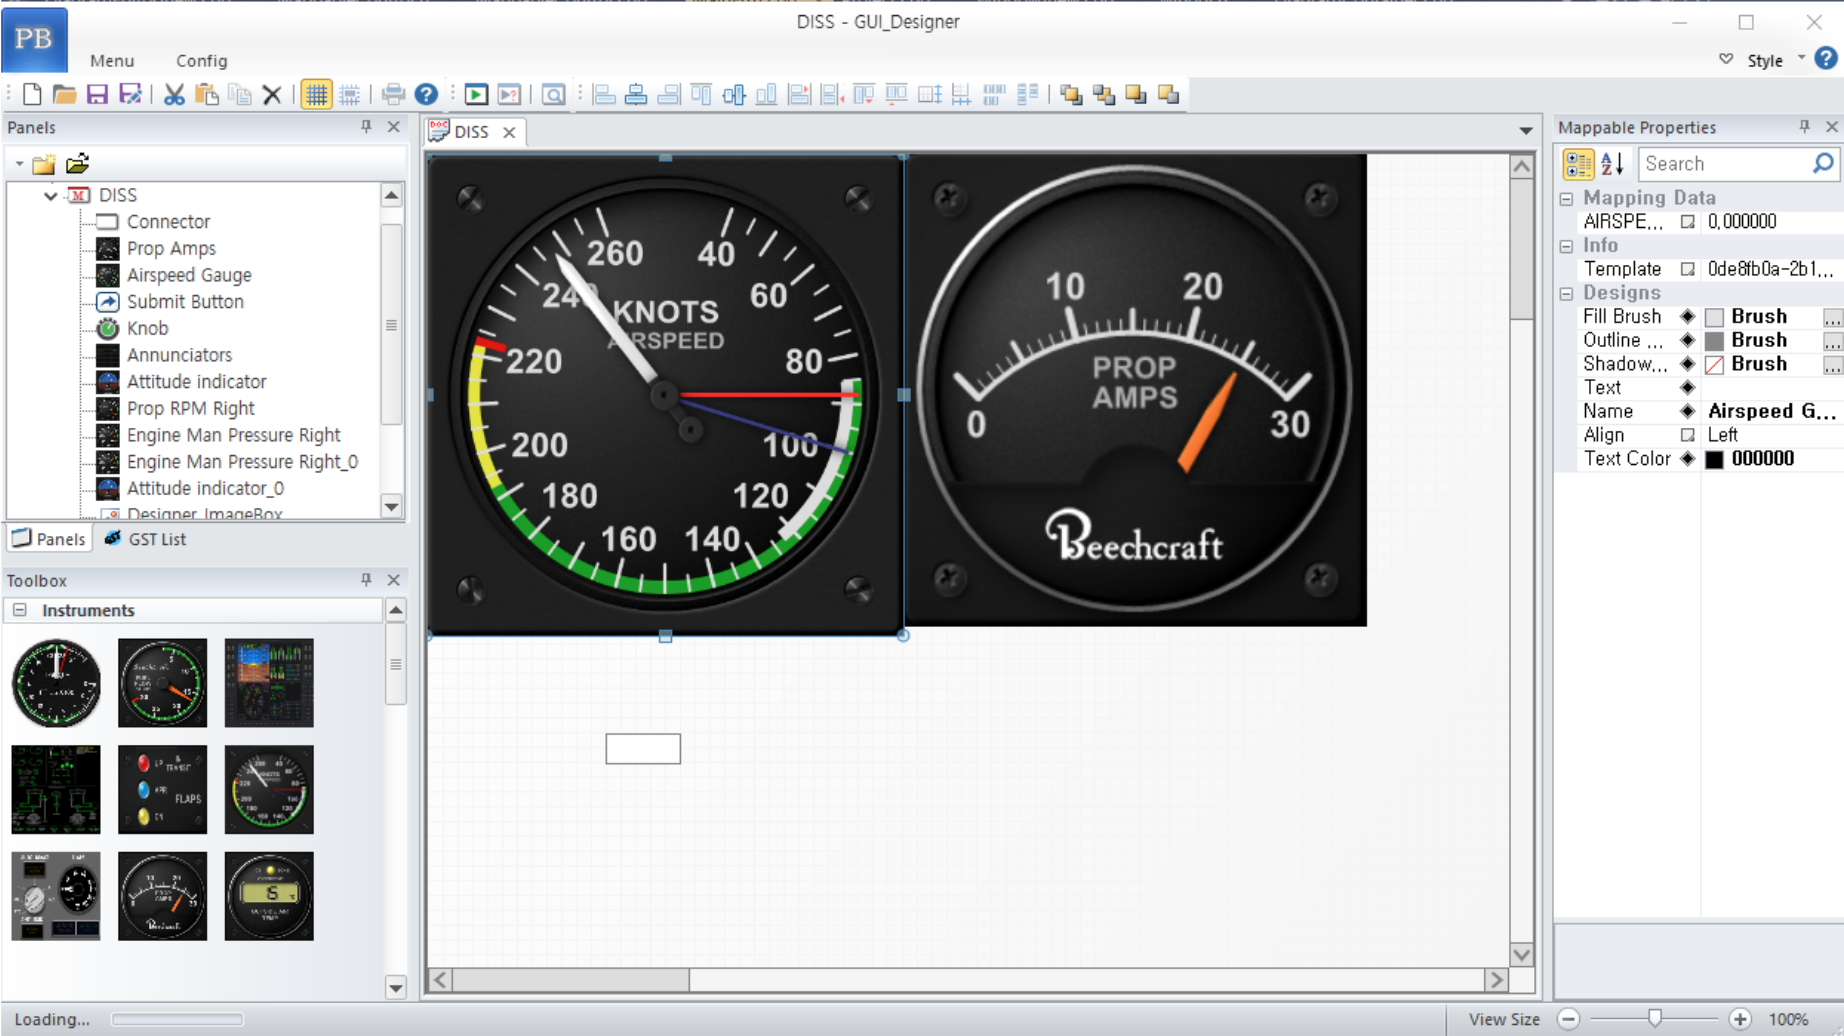 DISS - GUI_Designer
PB
Menu
Config
Style
Panels
DISS
Connector
Prop Amps
Airspeed Gauge
Submit Button
Knob
Annunciators
Attitude indicator
Prop RPM Right
Engine Man Pressure Right
Engine Man Pressure Right_0
Attitude indicator_0
Designer ImageBox
Panels
GST List
Toolbox
Instruments
DISS
260
40
240
60
KNOTS
AIRSPEED
220
80
200
100
180
120
160
140
10
20
PROP
AMPS
0
30
Beechcraft
Mappable Properties
Search
Mapping Data
AIRSPE... 0,000000
Info
Template 0de8fb0a-2b1...
Designs
Fill Brush Brush ...
Outline ... Brush ...
Shadow... Brush ...
Text
Name Airspeed G...
Align Left
Text Color 000000
Loading...
View Size
100%